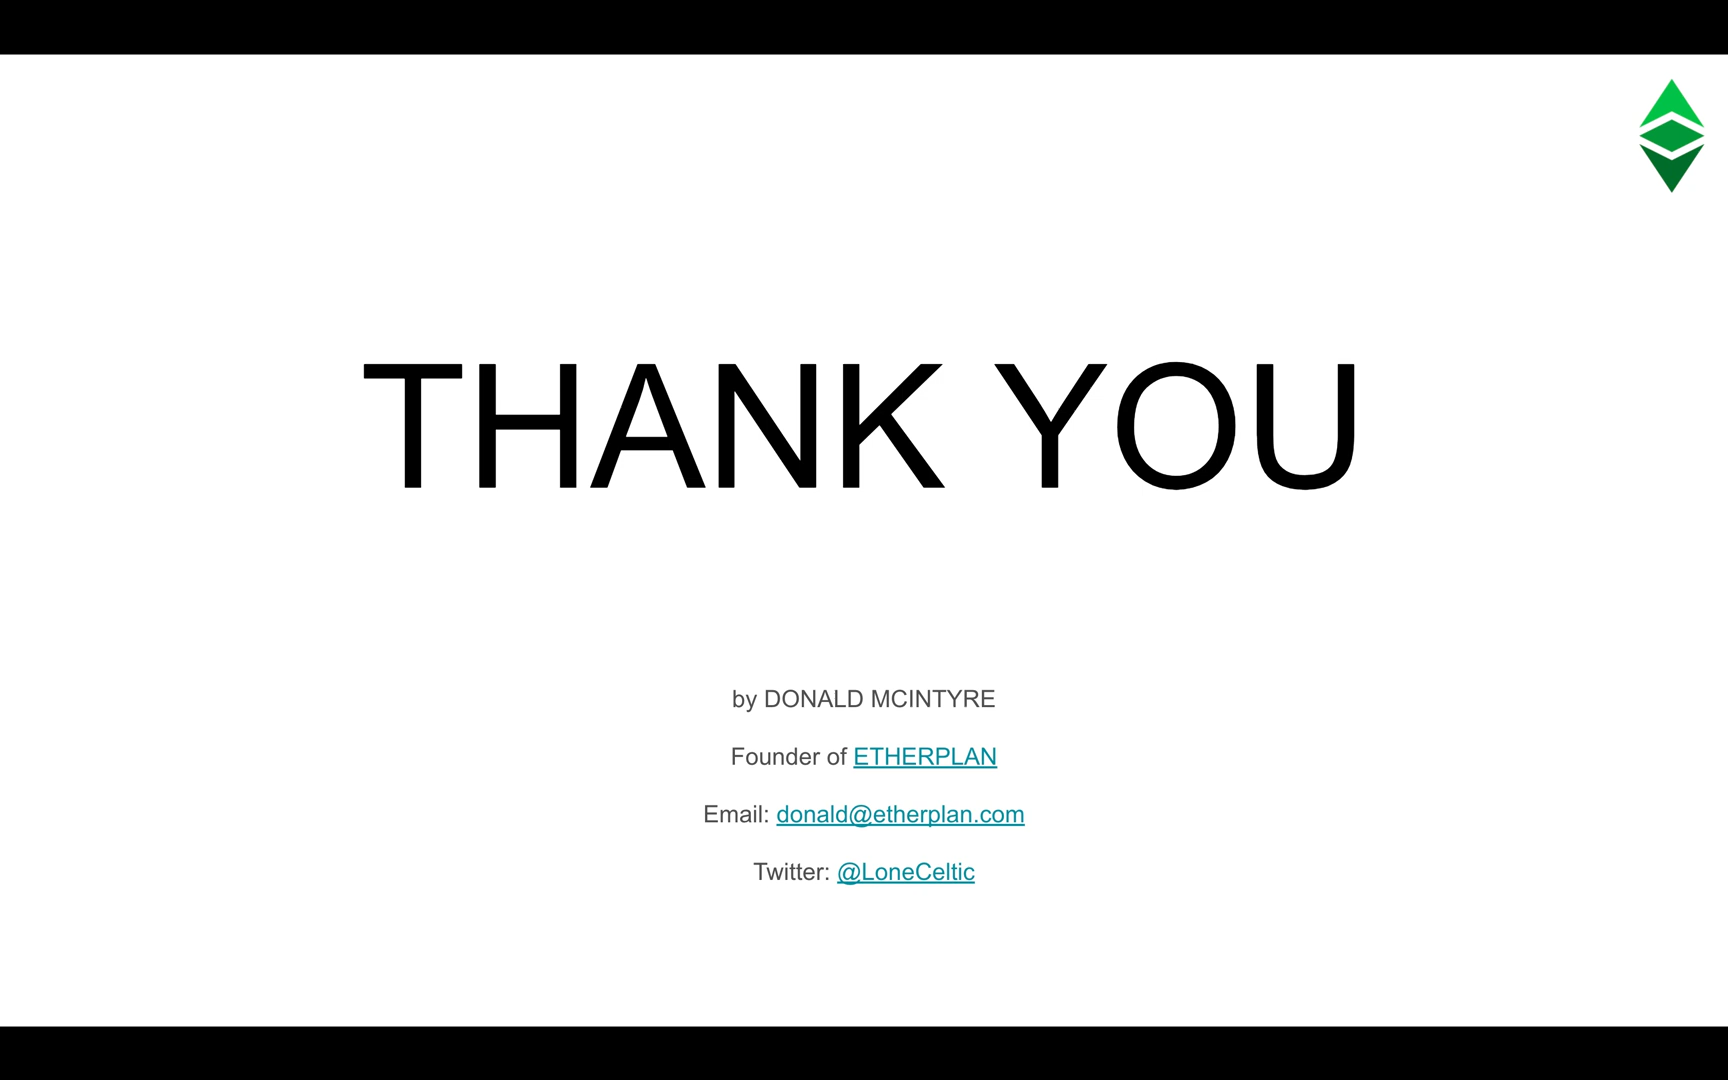 THANK YOU
by DONALD MCINTYRE
Founder of ETHERPLAN
Email: donald@etherplan.com
Twitter: @LoneCeltic